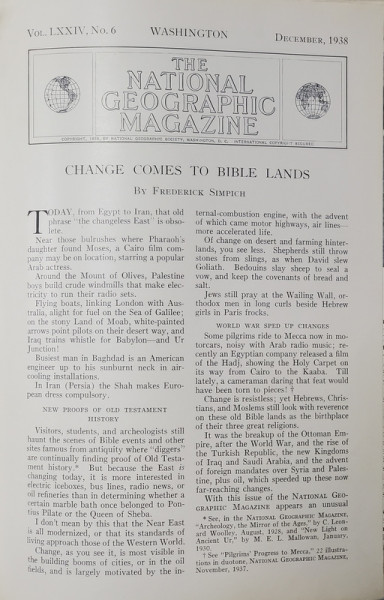 VOL. LXXIV, No. 6 WASHINGTON DECEMBER, 1938
THE
NATIONAL
GEOGRAPHIC
MAGAZINE
COPYRIGHT, 1938, BY NATIONAL GEOGRAPHIC SOCIETY, WASHINGTON, D. C. INTERNATIONAL COPYRIGHT SECURED
CHANGE COMES TO BIBLE LANDS
BY FREDERICK SIMPICH
TODAY, from Egypt to Iran, that old
phrase "the changeless East" is obso-
lete.
Near those bulrushes where Pharaoh's
daughter found Moses, a Cairo film com-
pany may be on location, starring a popular
Arab actress.
Around the Mount of Olives, Palestine
boys build crude windmills that make elec-
tricity to run their radio sets.
Flying boats, linking London with Aus-
tralia, alight for fuel on the Sea of Galilee;
on the stony Land of Moab, white-painted
arrows point pilots on their desert way, and
Iraq trains whistle for Babylon—and Ur
Junction!
Busiest man in Baghdad is an American
engineer up to his sunburnt neck in air-
cooling installations.
In Iran (Persia) the Shah makes Euro-
pean dress compulsory.
NEW PROOFS OF OLD TESTAMENT
HISTORY
Visitors, students, and archeologists still
haunt the scenes of Bible events and other
sites famous from antiquity where "diggers"
are continually finding proof of Old Testa-
ment history.* But because the East is
changing today, it is more interested in
electric iceboxes, bus lines, radio news, or
oil refineries than in determining whether a
certain marble bath once belonged to Pon-
tius Pilate or the Queen of Sheba.
I don't mean by this that the Near East
is all modernized, or that its standards of
living approach those of the Western World.
Change, as you see it, is most visible in
the building booms of cities, or in the oil
fields, and is largely motivated by the in-
ternal-combustion engine, with the advent
of which came motor highways, air lines—
more accelerated life.
Of change on desert and farming hinter-
lands, you see less. Shepherds still throw
stones from slings, as when David slew
Goliath. Bedouins slay sheep to seal a
vow, and keep the covenants of bread and
salt.
Jews still pray at the Wailing Wall, or-
thodox men in long curls beside Hebrew
girls in Paris frocks.
WORLD WAR SPED UP CHANGES
Some pilgrims ride to Mecca now in mo-
torcars, noisy with Arab radio music; re-
cently an Egyptian company released a film
of the Hadj, showing the Holy Carpet on
its way from Cairo to the Kaaba. Till
lately, a cameraman daring that feat would
have been torn to pieces! †
Change is resistless; yet Hebrews, Chris-
tians, and Moslems still look with reverence
on these old Bible lands as the birthplace
of their three great religions.
It was the breakup of the Ottoman Em-
pire, after the World War, and the rise of
the Turkish Republic, the new Kingdoms
of Iraq and Saudi Arabia, and the advent
of foreign mandates over Syria and Pales-
tine, plus oil, which speeded up these now
far-reaching changes.
With this issue of the NATIONAL GEO-
GRAPHIC MAGAZINE appears an unusual
* See, in the NATIONAL GEOGRAPHIC MAGAZINE,
"Archeology, the Mirror of the Ages," by C. Leon-
ard Woolley, August, 1928, and "New Light on
Ancient Ur," by M. E. L. Mallowan, January,
1930.
† See "Pilgrims' Progress to Mecca," 22 illustra-
tions in duotone, NATIONAL GEOGRAPHIC MAGAZINE,
November, 1937.